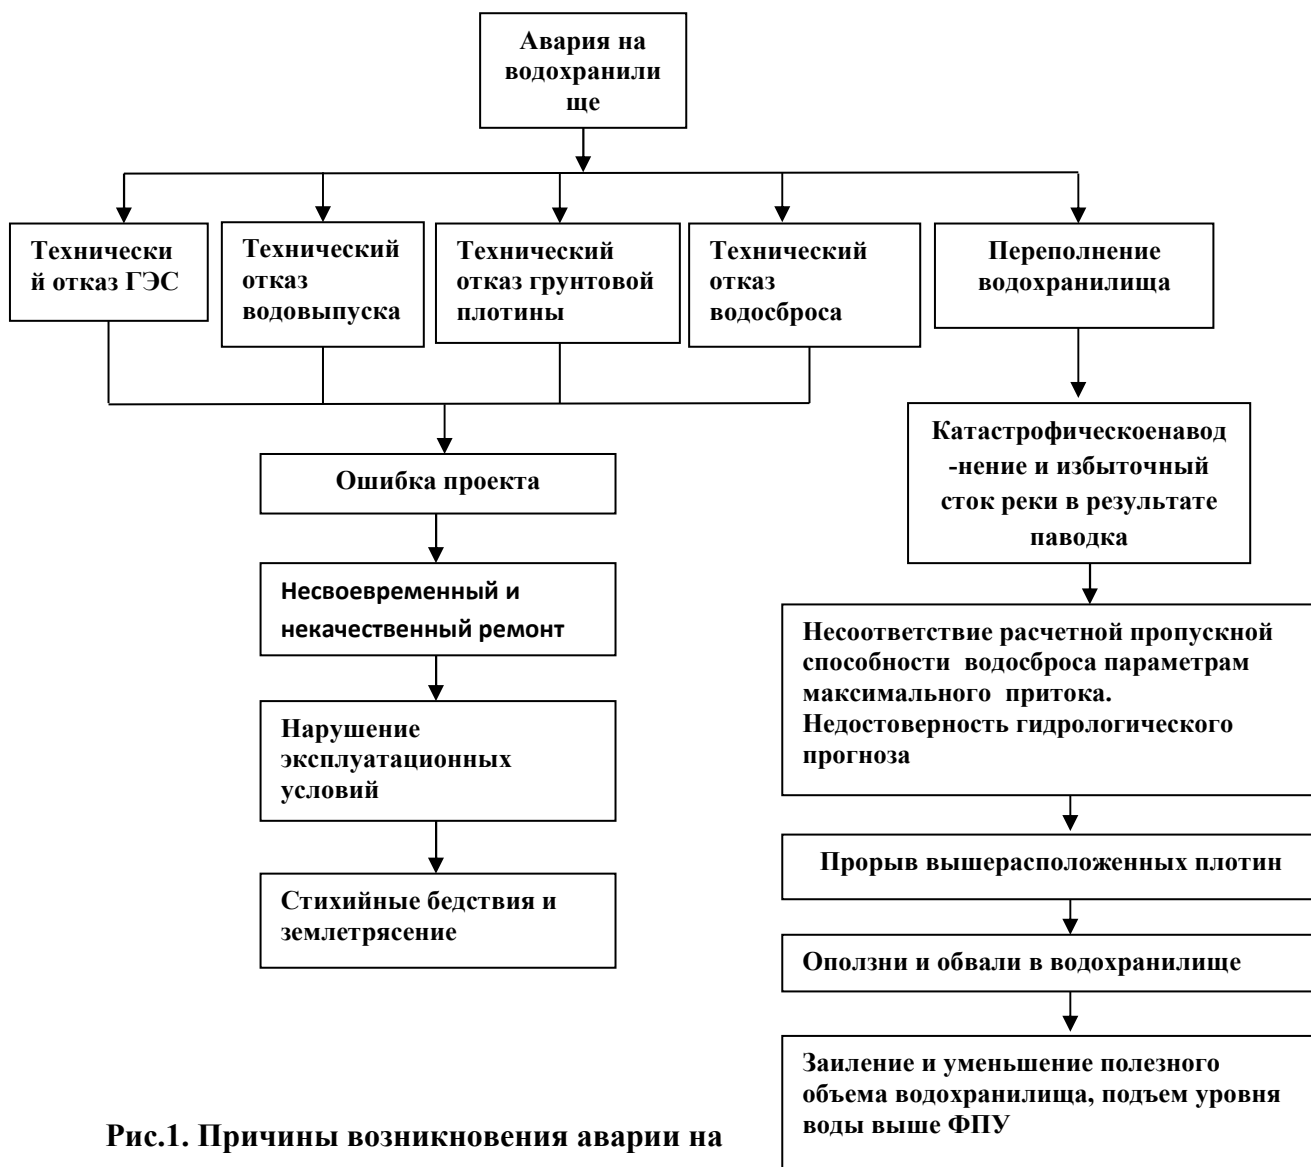 Авария на
водохранили
ще
Технически
й отказ ГЭС
Технический
отказ
водовыпуска
Технический
отказ грунтовой
плотины
Технический
отказ
водосброса
Переполнение
водохранилища
Ошибка проекта
Несвоевременный и
некачественный ремонт
Нарушение
эксплуатационных
условий
Стихийные бедствия и
землетрясение
Катастрофическоенавод
-нение и избыточный
сток реки в результате
паводка
Несоответствие расчетной пропускной
способности водосброса параметрам
максимального притока.
Недостоверность гидрологического
прогноза
Прорыв вышерасположенных плотин
Оползни и обвали в водохранилище
Заиление и уменьшение полезного
объема водохранилища, подъем уровня
воды выше ФПУ
Рис.1. Причины возникновения аварии на